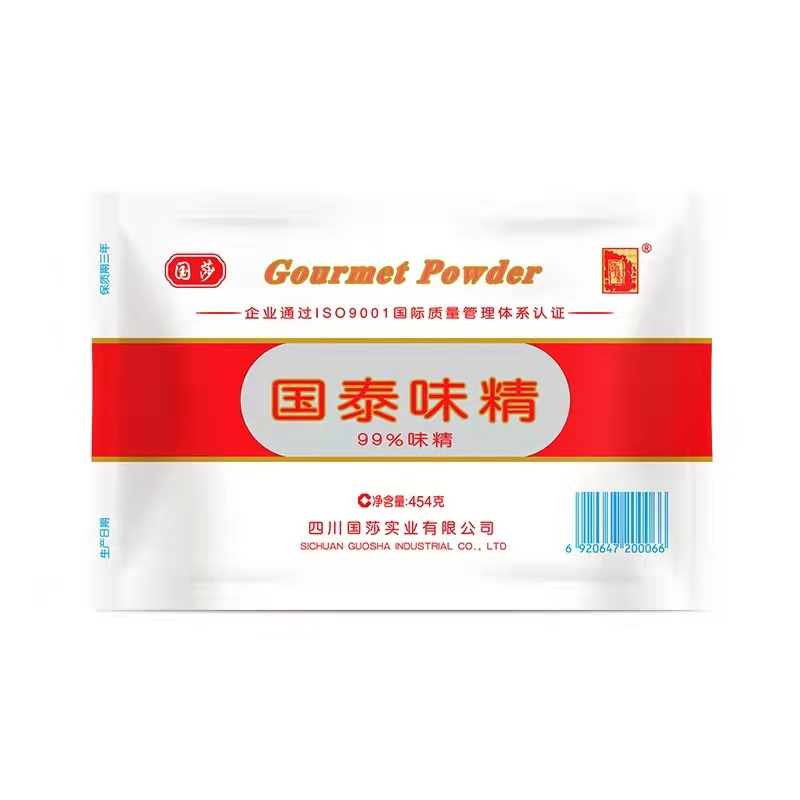 保质期三年
国莎
Gourmet Powder
®
企业通过ISO9001国际质量管理体系认证
国泰味精
99%味精
净含量:454克
四川国莎实业有限公司
SICHUAN GUOSHA INDUSTRIAL CO., LTD
生产日期
6 920647 200066